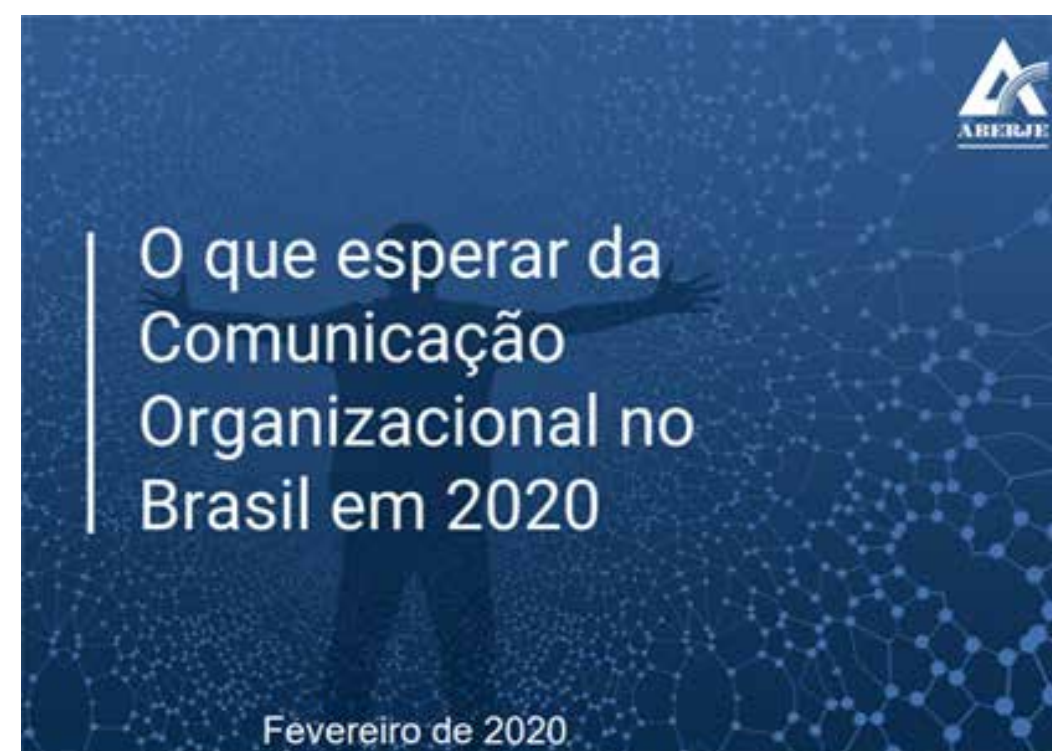 ABERJE
O que esperar da
Comunicação
Organizacional no
Brasil em 2020
Fevereiro de 2020